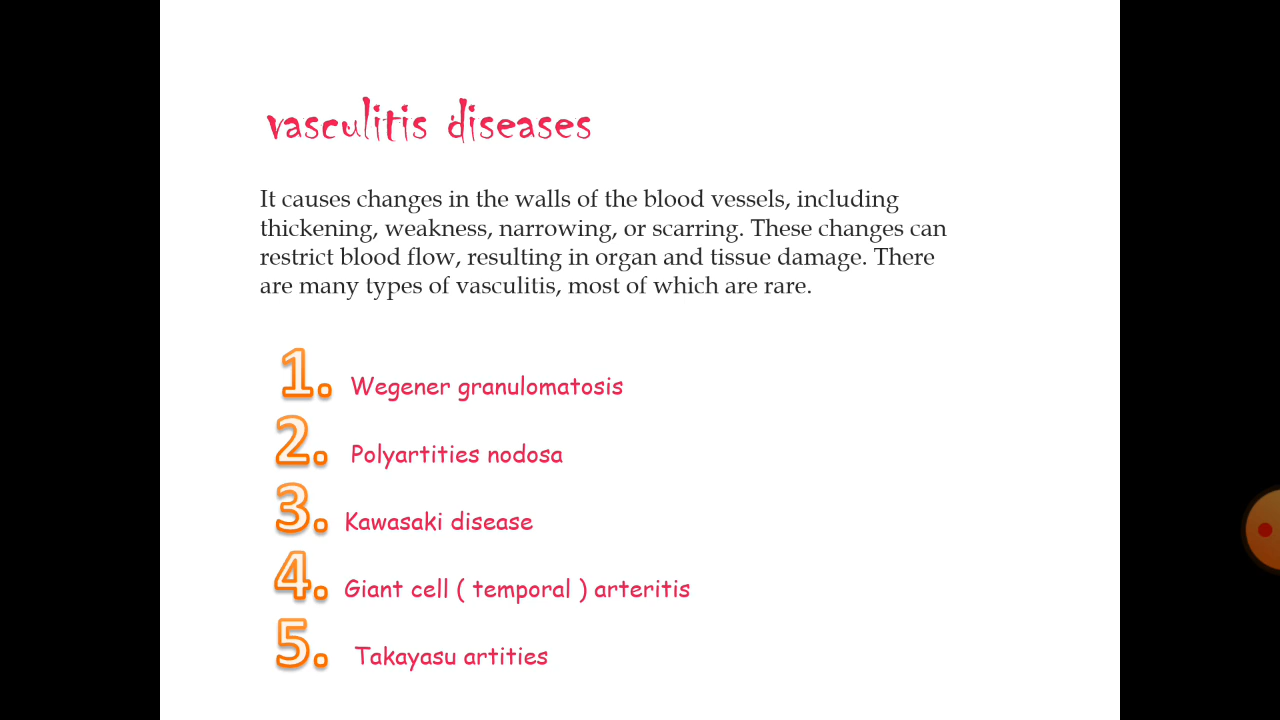 vasculitis diseases
It causes changes in the walls of the blood vessels, including
thickening, weakness, narrowing, or scarring. These changes can
restrict blood flow, resulting in organ and tissue damage. There
are many types of vasculitis, most of which are rare.
1. Wegener granulomatosis
2. Polyartities nodosa
3. Kawasaki disease
4. Giant cell ( temporal ) arteritis
5. Takayasu artities